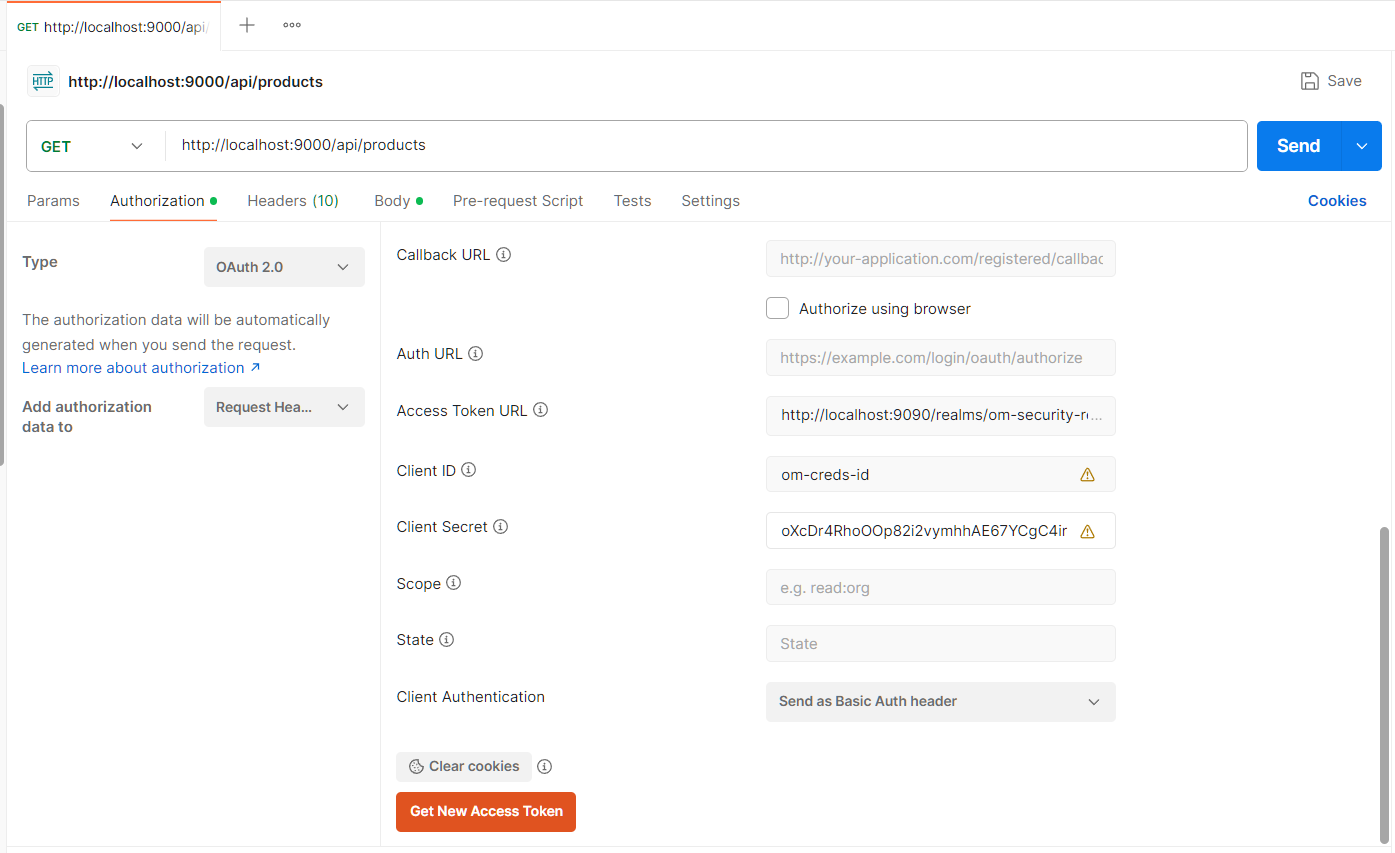 GET http://localhost:9000/api/
HTTP http://localhost:9000/api/products
Save
GET
http://localhost:9000/api/products
Send
Params Authorization Headers (10) Body Pre-request Script Tests Settings
Cookies
Type
OAuth 2.0
The authorization data will be automatically
generated when you send the request.
Learn more about authorization ↗
Add authorization
data to
Request Hea...
Callback URL
http://your-application.com/registered/callbac
Authorize using browser
Auth URL
https://example.com/login/oauth/authorize
Access Token URL
http://localhost:9090/realms/om-security-re...
Client ID
om-creds-id
Client Secret
oXcDr4RhoOOp82i2vymhhAE67YCgC4ir
Scope
e.g. read:org
State
State
Client Authentication
Send as Basic Auth header
Clear cookies
Get New Access Token